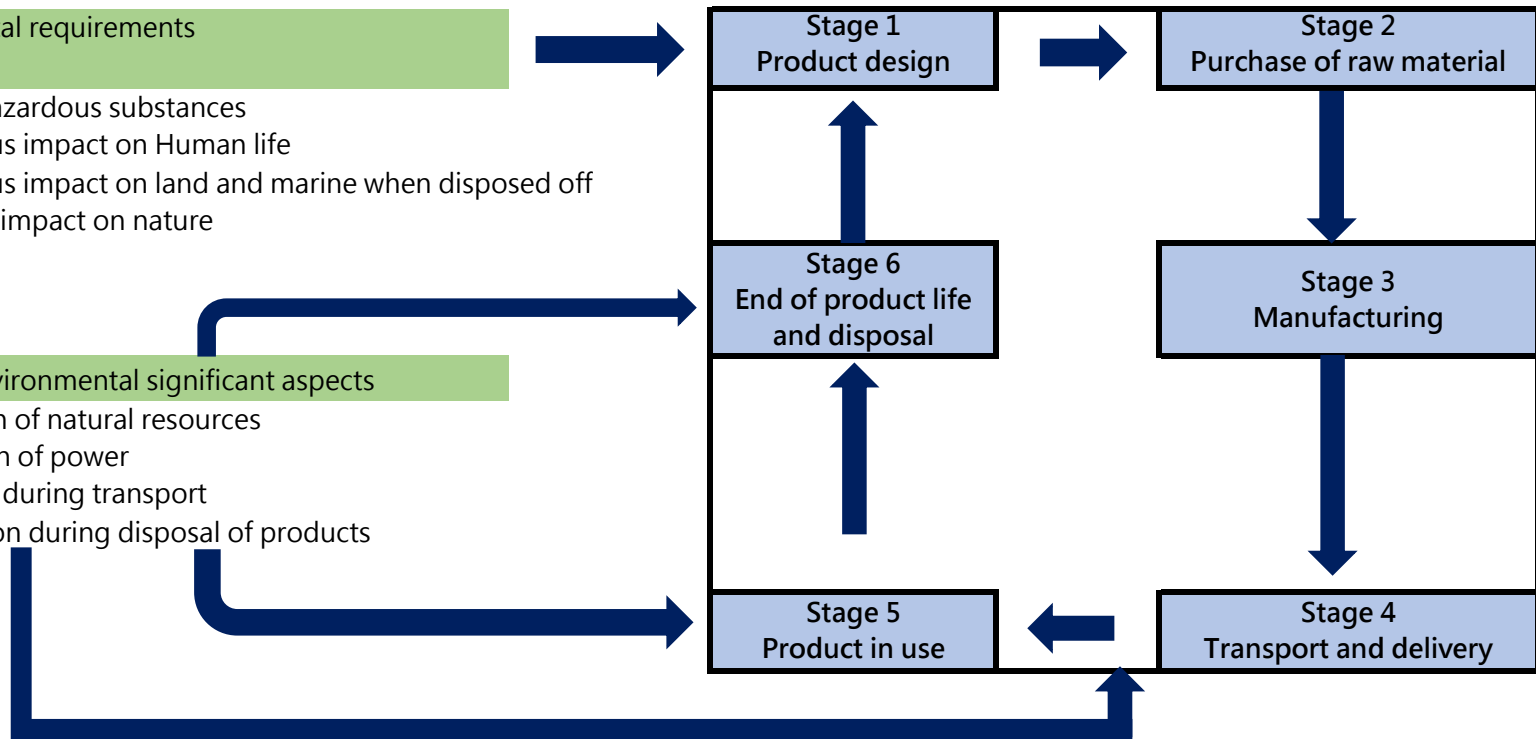 al requirements
azardous substances
us impact on Human life
us impact on land and marine when disposed off
impact on nature
vironmental significant aspects
n of natural resources
n of power
during transport
on during disposal of products
Stage 1
Product design
Stage 2
Purchase of raw material
Stage 6
End of product life
and disposal
Stage 3
Manufacturing
Stage 5
Product in use
Stage 4
Transport and delivery